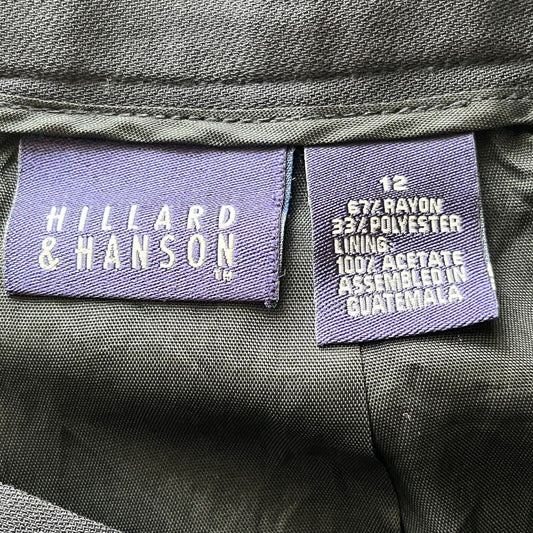 HILLARD
& HANSON
TM
12
67% RAYON
33% POLYESTER
LINING:
100% ACETATE
ASSEMBLED IN
GUATEMALA